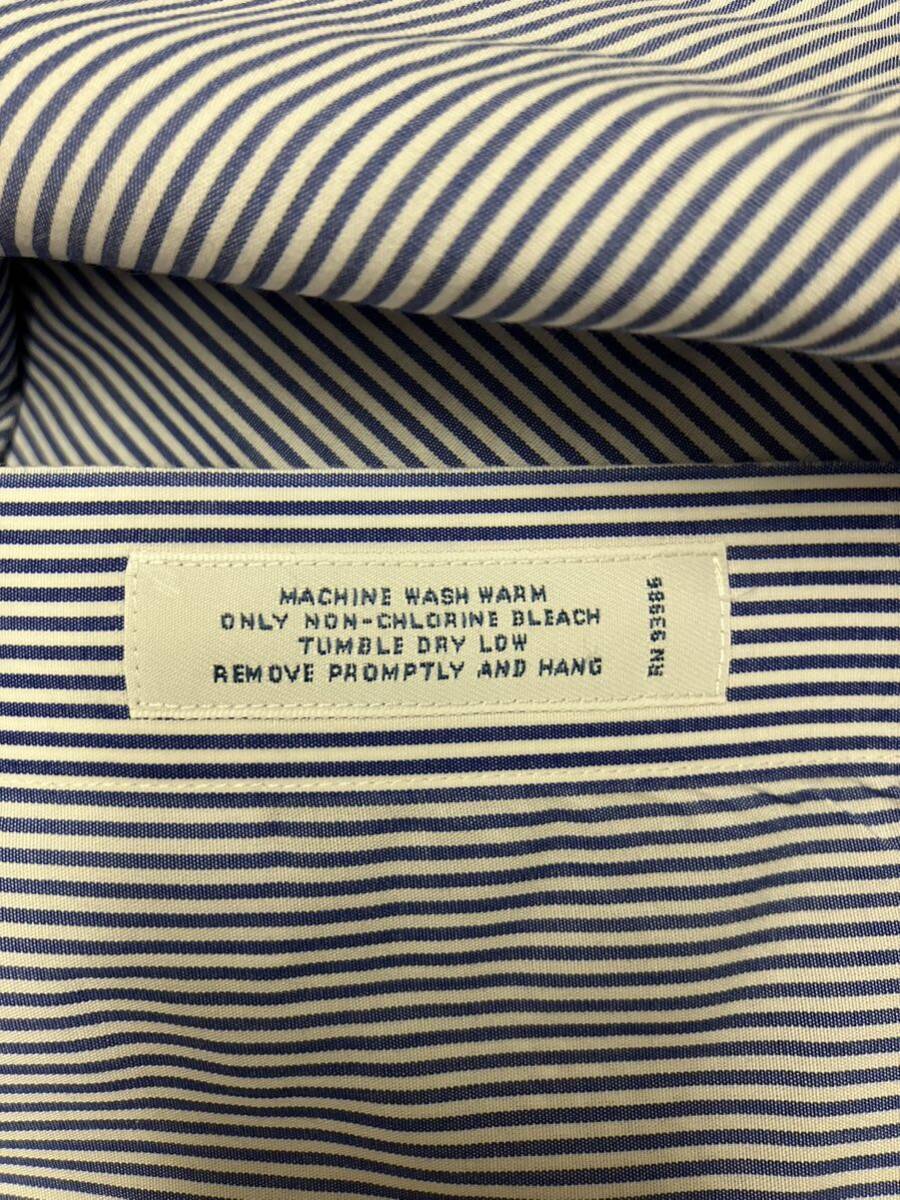 MACHINE WASH WARM
ONLY NON-CHLORINE BLEACH
TUMBLE DRY LOW
REMOVE PROMPTLY AND HANG
RN 93986